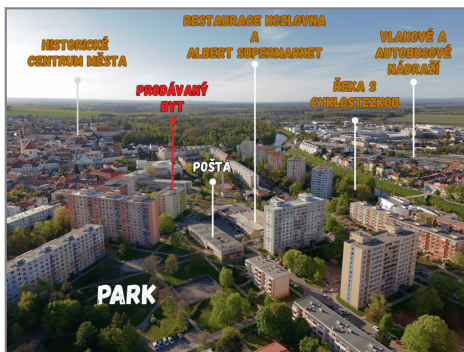 RESTAURACE KOZLOVNA
A
ALBERT SUPERMARKET
HISTORICKÉ
CENTRUM MĚSTA
VLAKOVÉ A
AUTOBUSOVÉ
NÁDRAŽÍ
PRODÁVANÝ
BYT
ŘEKA S
CYKLOSTEZKOU
POŠTA
PARK